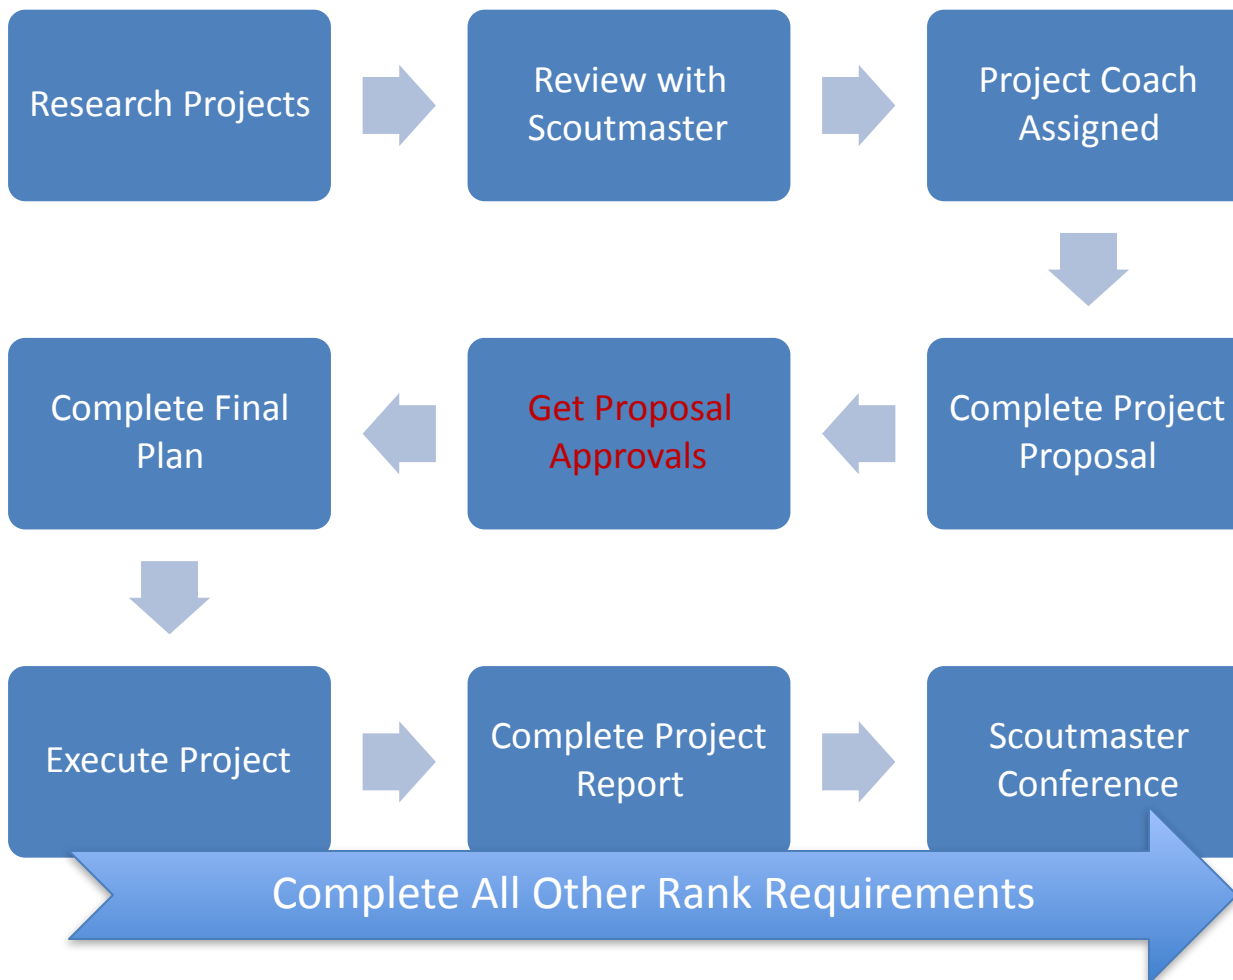 Research Projects
Review with
Scoutmaster
Project Coach
Assigned
Complete Final
Plan
Get Proposal
Approvals
Complete Project
Proposal
Execute Project
Complete Project
Report
Scoutmaster
Conference
Complete All Other Rank Requirements